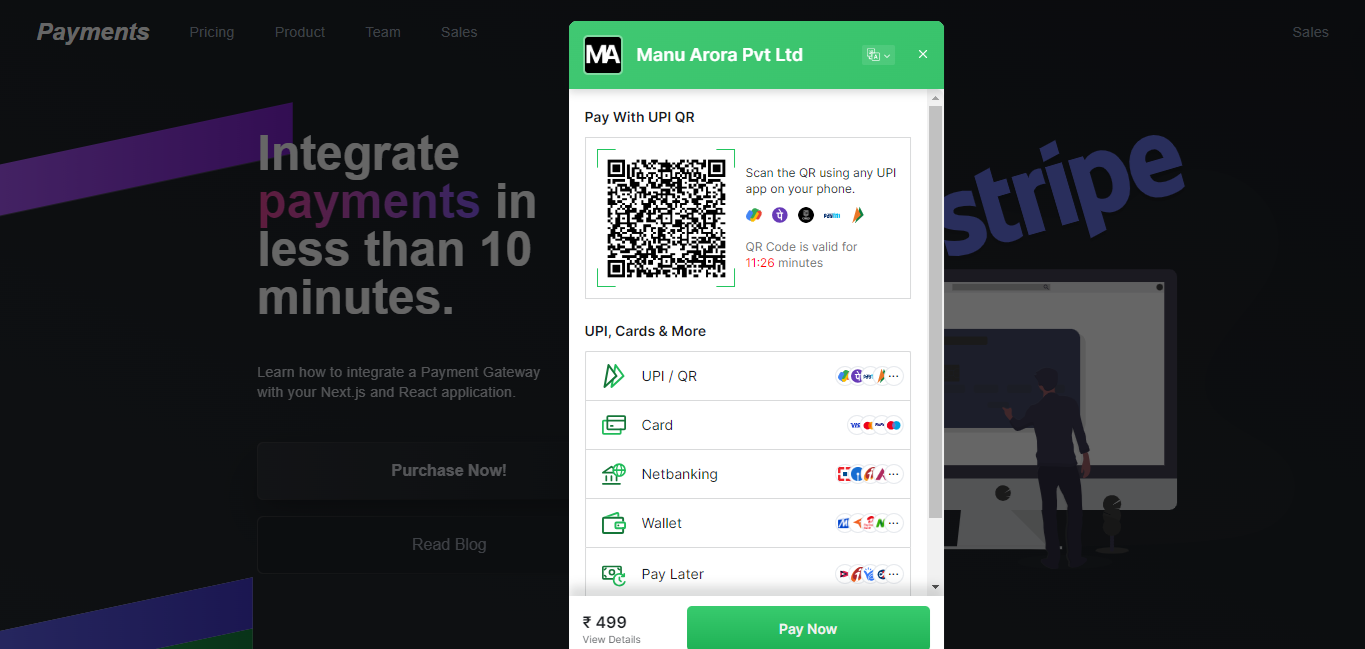 Payments
Pricing
Product
Team
Sales
Sales
Integrate
payments in
less than 10
minutes.
Learn how to integrate a Payment Gateway
with your Next.js and React application.
Purchase Now!
Read Blog
stripe
MA
Manu Arora Pvt Ltd
Pay With UPI QR
Scan the QR using any UPI
app on your phone.
paytm
QR Code is valid for
11:26 minutes
UPI, Cards & More
UPI / QR
Card
VISA
Netbanking
Wallet
Pay Later
₹ 499
View Details
Pay Now